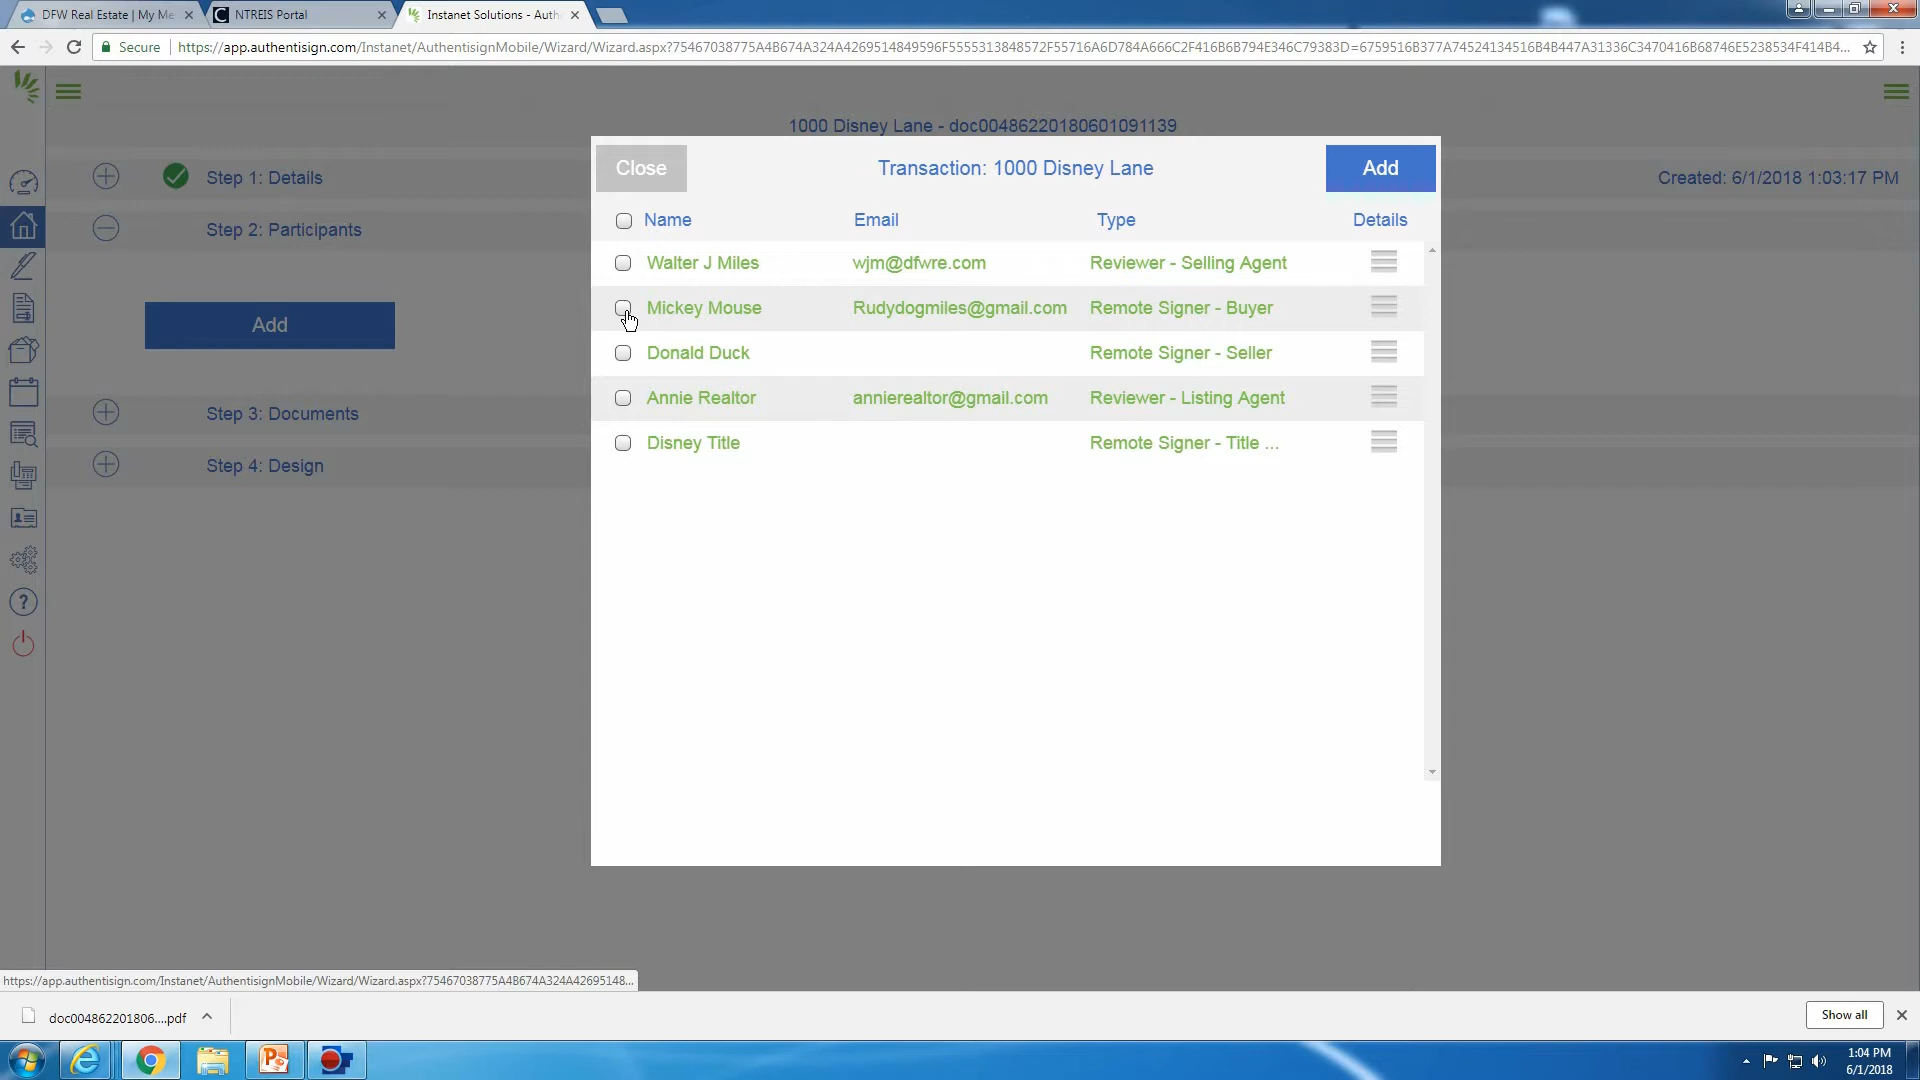 DFW Real Estate | My Me
NTREIS Portal
Instanet Solutions - Auth
Secure
https://app.authentisign.com/Instanet/AuthentisignMobile/Wizard/Wizard.aspx?75467038775A4B674A324A4269514849596F5555313848572F55716A6D784A666C2F416B6B794E346C79383D=6759516B377A74524134516B4B447A31336C3470416B68746E5238534F414B4...
1000 Disney Lane - doc00486220180601091139
Close
Transaction: 1000 Disney Lane
Add
Step 1: Details
Created: 6/1/2018 1:03:17 PM
Name Email Type Details
Step 2: Participants
Walter J Miles wjm@dfwre.com Reviewer - Selling Agent
Mickey Mouse Rudydogmiles@gmail.com Remote Signer - Buyer
Add
Donald Duck Remote Signer - Seller
Annie Realtor annierealtor@gmail.com Reviewer - Listing Agent
Step 3: Documents
Disney Title Remote Signer - Title ...
Step 4: Design
https://app.authentisign.com/Instanet/AuthentisignMobile/Wizard/Wizard.aspx?75467038775A4B674A324A42695148...
doc004862201806....pdf
Show all
1:04 PM
6/1/2018